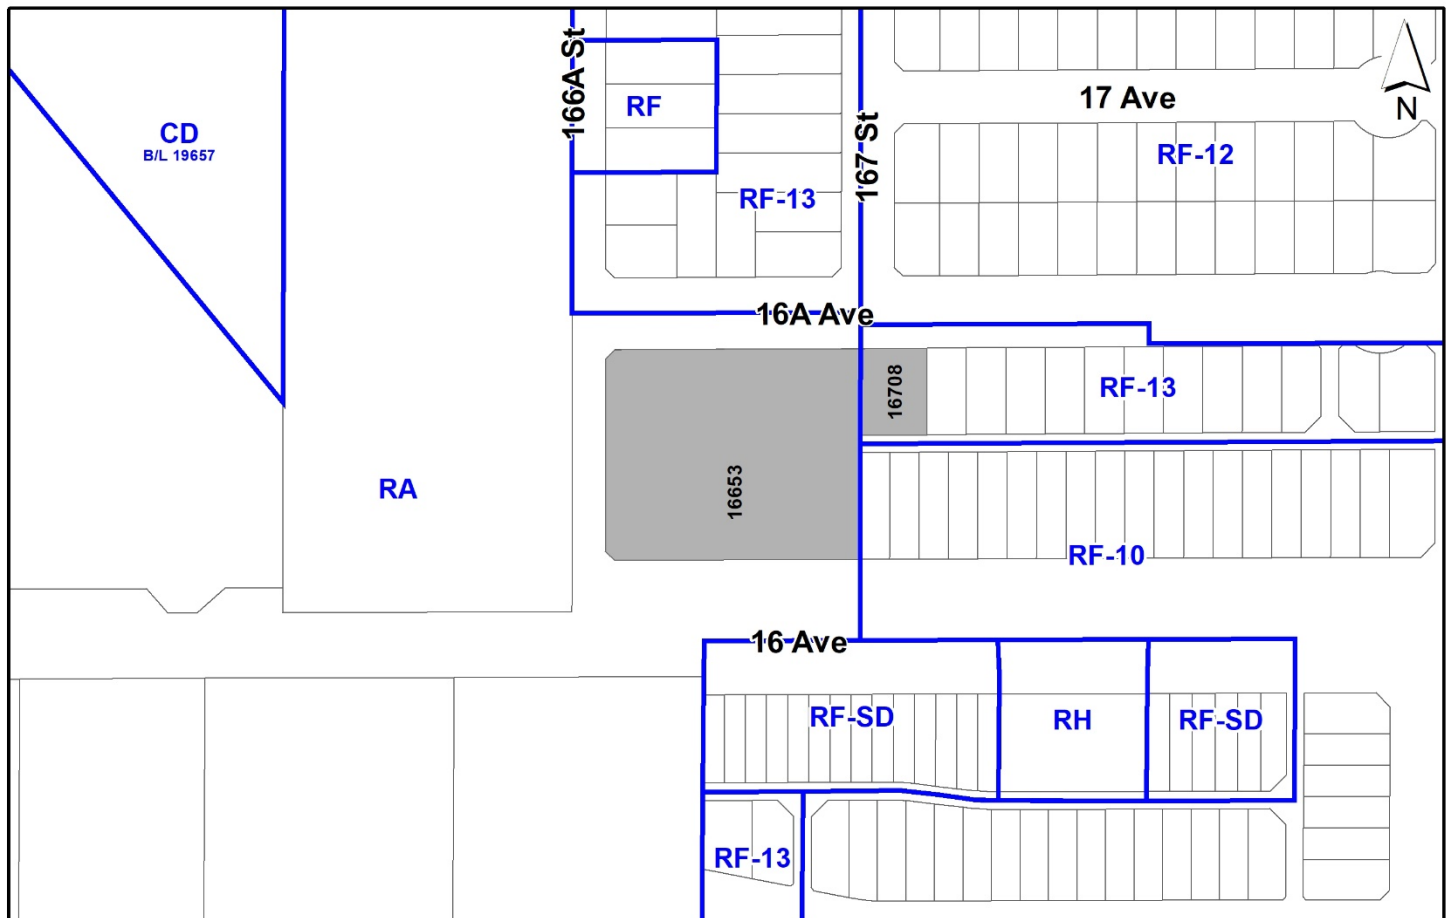 166A St
17 Ave
N
RF
CD
B/L 19657
167 St
RF-12
RF-13
16A Ave
16708
RF-13
RA
16653
RF-10
16 Ave
RF-SD
RH
RF-SD
RF-13